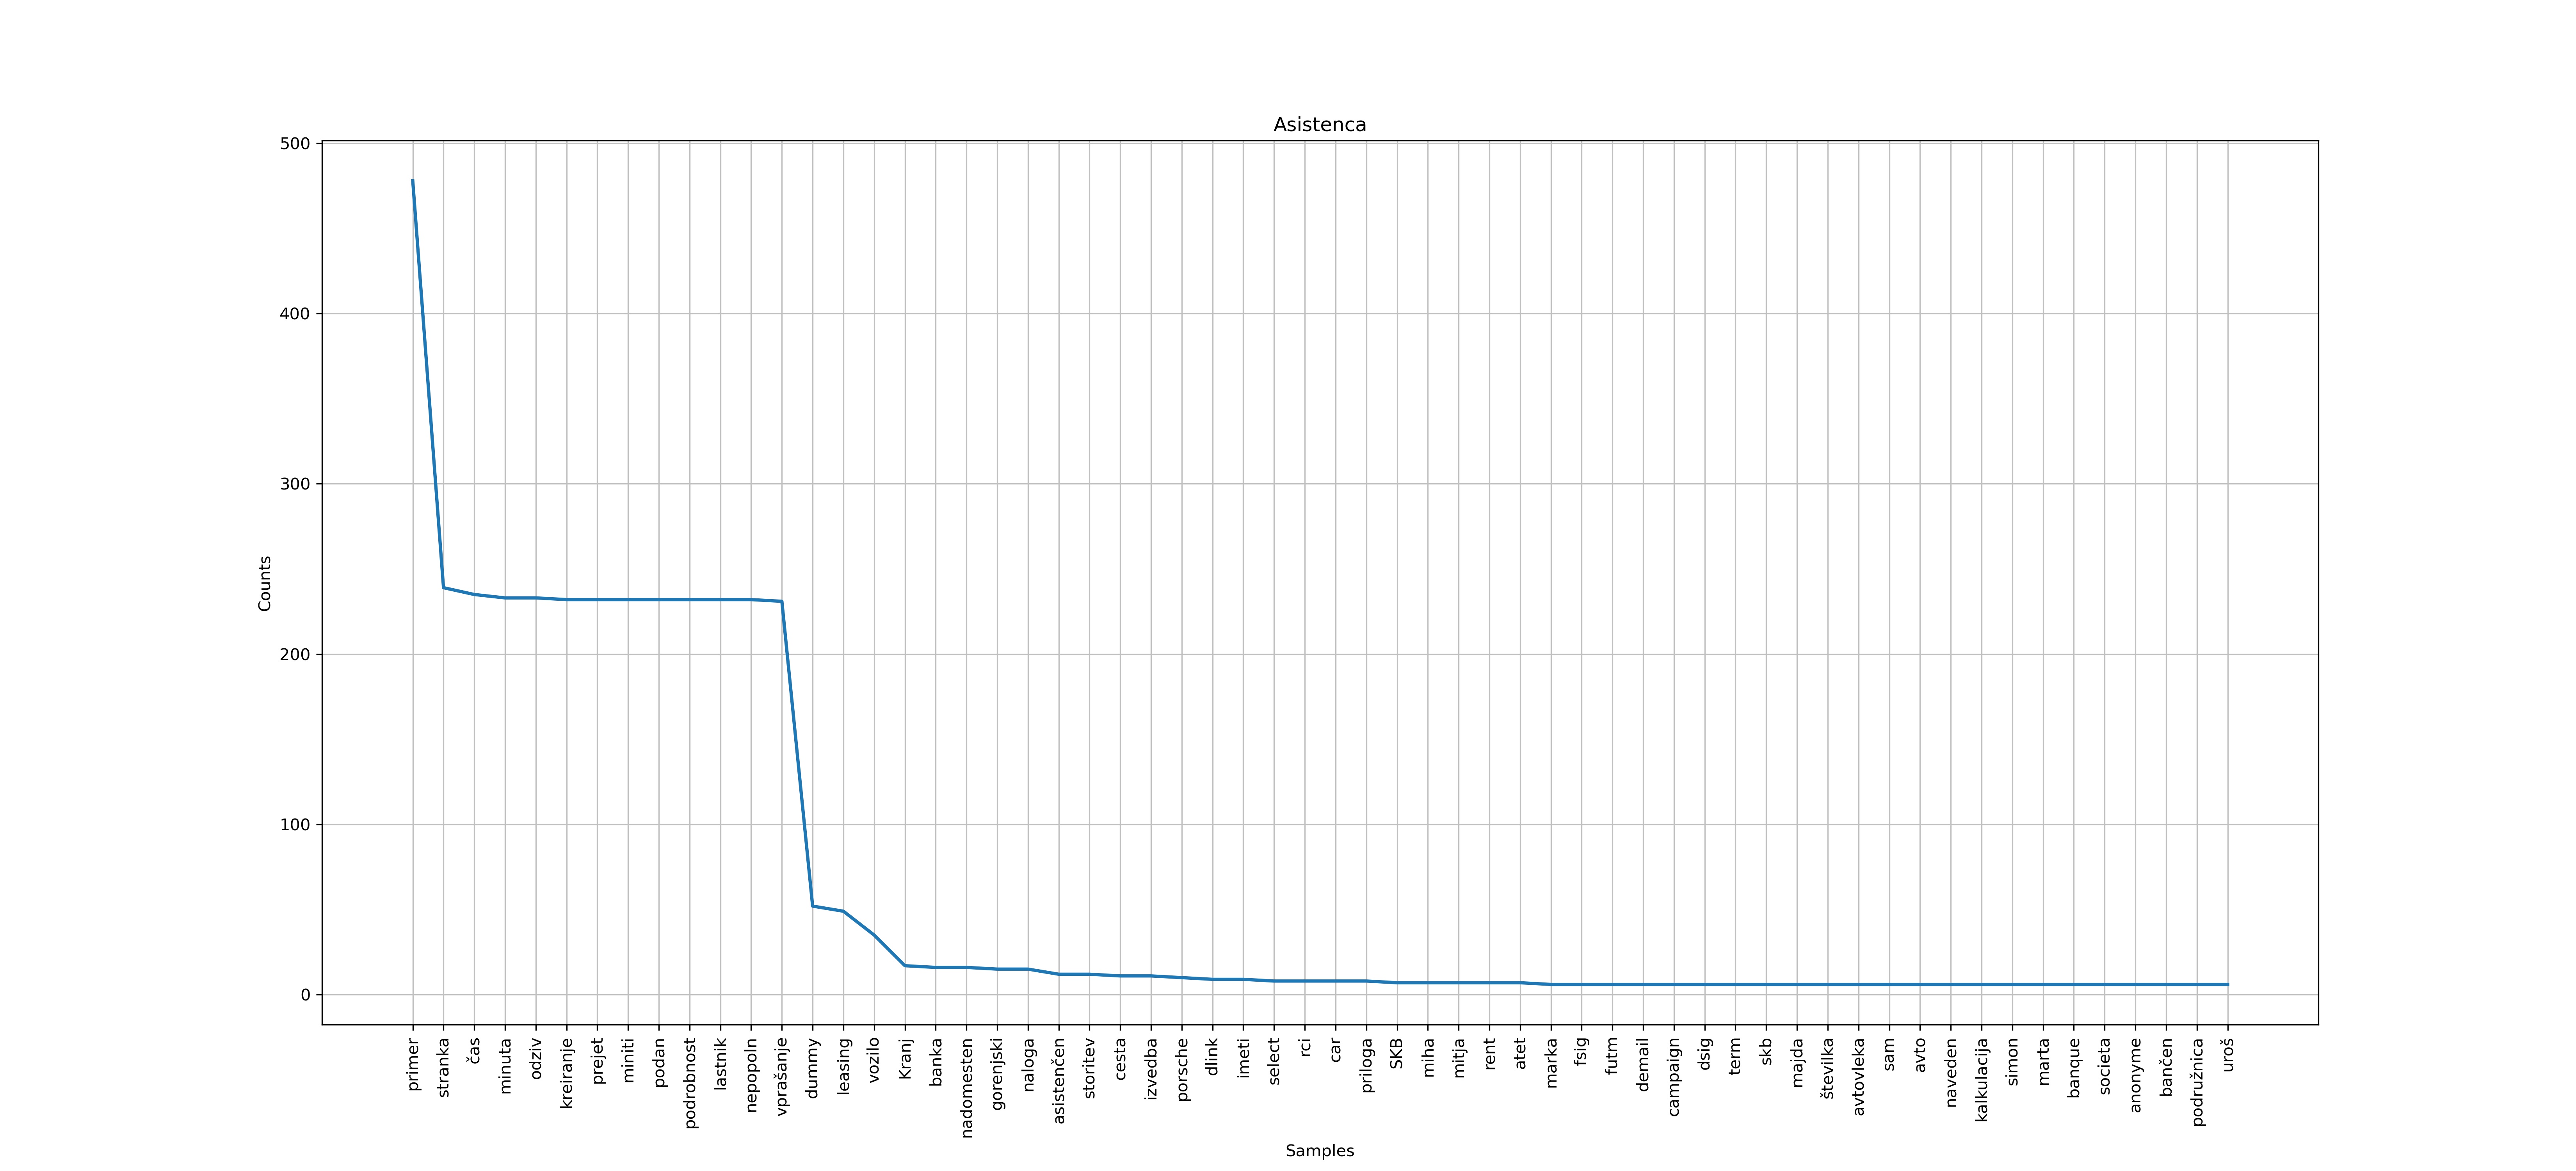 Asistenca
500
400
300
200
100
0
Counts
primer
stranka
čas
minuta
odziv
kreiranje
prejet
miniti
podan
podrobnost
lastnik
nepopoln
vprašanje
dummy
leasing
vozilo
Kranj
banka
nadomesten
gorenjski
naloga
asistenčen
storitev
cesta
izvedba
porsche
dlink
imeti
select
rci
car
priloga
SKB
miha
mitja
rent
atet
marka
fsig
futm
demail
campaign
dsig
term
skb
majda
številka
avtovleka
sam
avto
naveden
kalkulacija
simon
marta
banque
societa
anonyme
bančen
podružnica
uroš
Samples